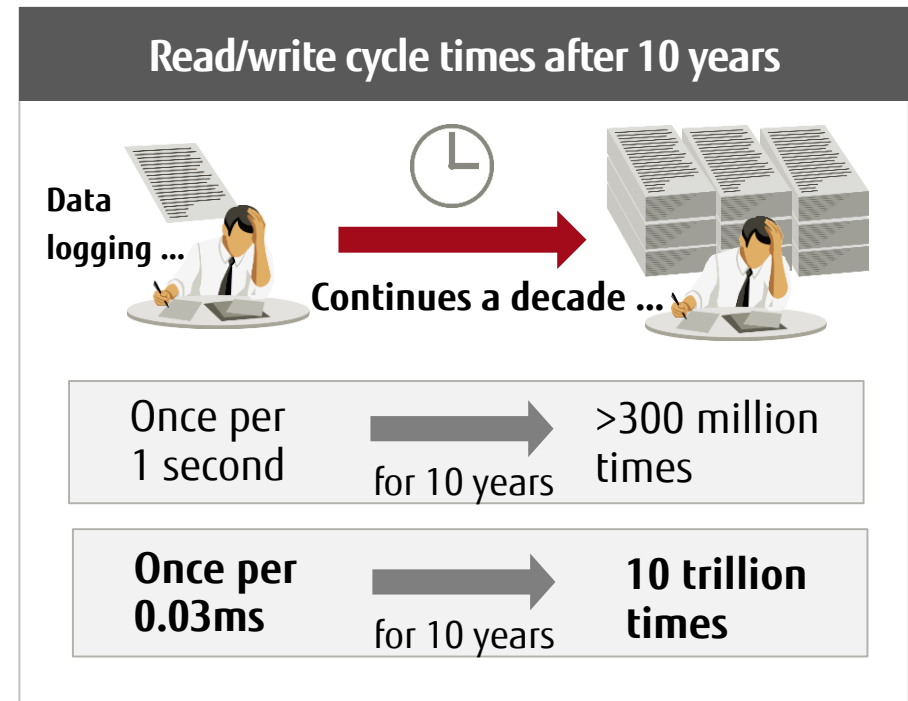 Read/write cycle times after 10 years
Data
logging ...
Continues a decade ...
Once per
1 second
for 10 years
>300 million
times
Once per
0.03ms
for 10 years
10 trillion
times